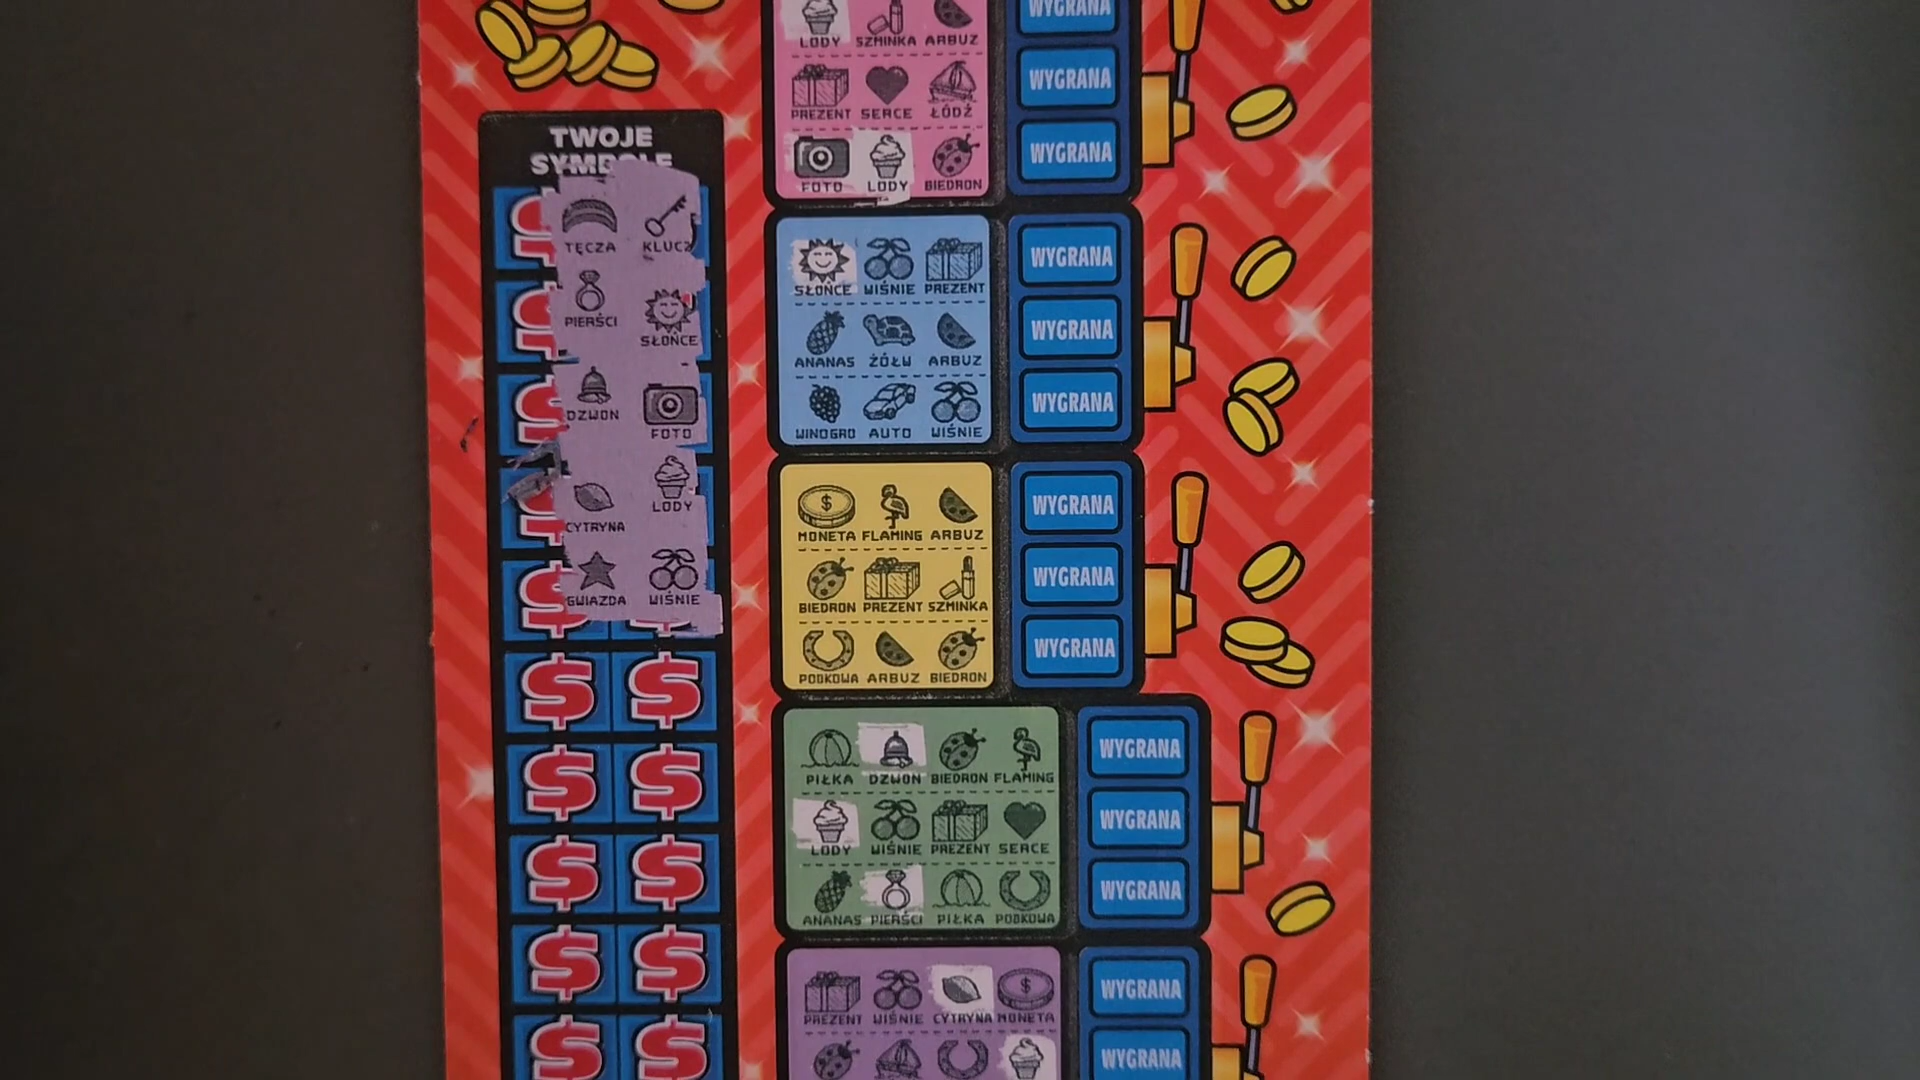 TWOJE
SYMBOLE
TĘCZA KLUCZ
PIERŚCI SŁOŃCE
DZWON FOTO
CYTRYNA LODY
GWIAZDA WIŚNIE
LODY SZMINKA ARBUZ
PREZENT SERCE ŁÓDŹ
FOTO LODY BIEDRON
WYGRANA
WYGRANA
WYGRANA
SŁOŃCE WIŚNIE PREZENT
ANANAS ŻÓŁW ARBUZ
WINOGRO AUTO WIŚNIE
WYGRANA
WYGRANA
WYGRANA
MONETA FLAMING ARBUZ
BIEDRON PREZENT SZMINKA
PODKOWA ARBUZ BIEDRON
WYGRANA
WYGRANA
WYGRANA
PIŁKA DZWON BIEDRON FLAMING
LODY WIŚNIE PREZENT SERCE
ANANAS PIERŚCI PIŁKA PODKOWA
WYGRANA
WYGRANA
WYGRANA
PREZENT WIŚNIE CYTRYNA MONETA
WYGRANA
WYGRANA